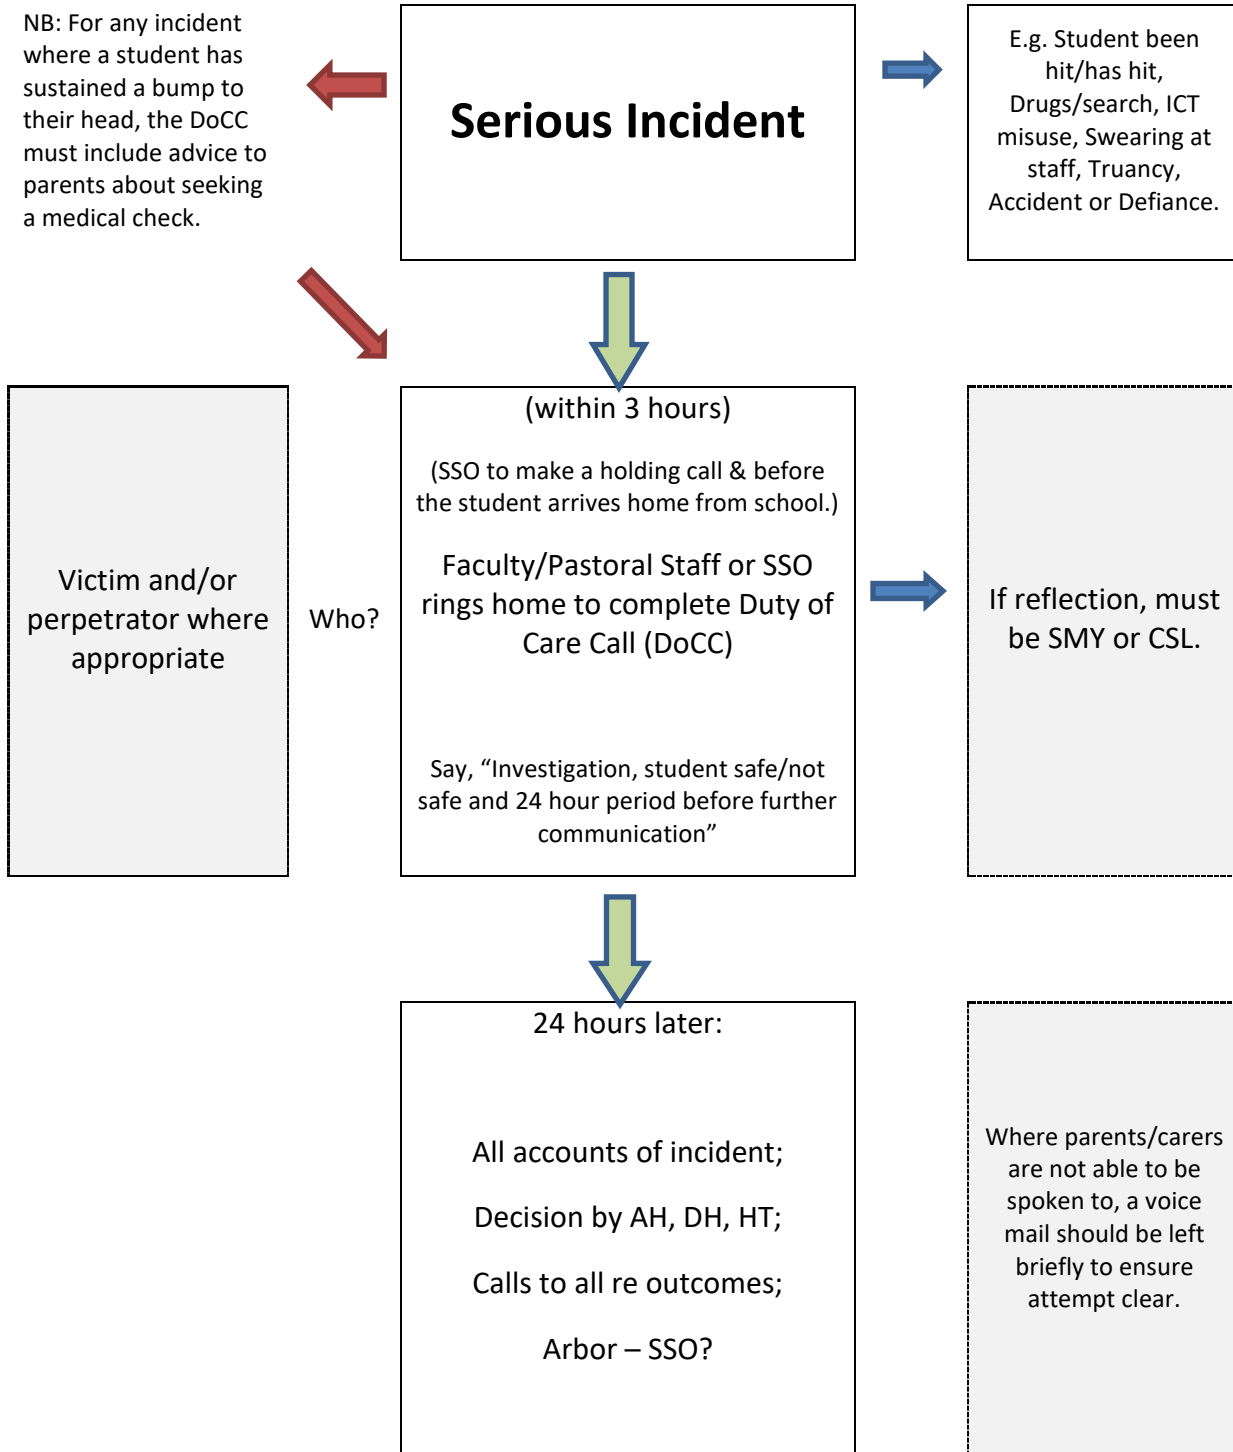 NB: For any incident
where a student has
sustained a bump to
their head, the DoCC
must include advice to
parents about seeking
a medical check.
Serious Incident
E.g. Student been
hit/has hit,
Drugs/search, ICT
misuse, Swearing at
staff, Truancy,
Accident or Defiance.
Victim and/or
perpetrator where
appropriate
Who?
(within 3 hours)
(SSO to make a holding call & before
the student arrives home from school.)
Faculty/Pastoral Staff or SSO
rings home to complete Duty of
Care Call (DoCC)
Say, “Investigation, student safe/not
safe and 24 hour period before further
communication”
If reflection, must
be SMY or CSL.
24 hours later:
All accounts of incident;
Decision by AH, DH, HT;
Calls to all re outcomes;
Arbor – SSO?
Where parents/carers
are not able to be
spoken to, a voice
mail should be left
briefly to ensure
attempt clear.